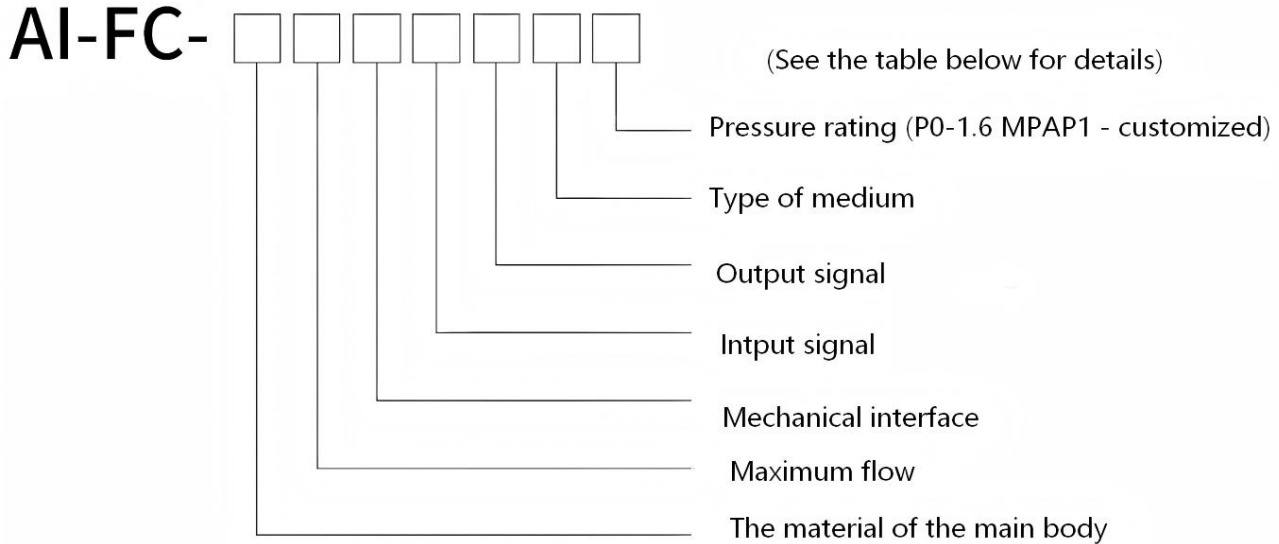 AI-FC-
(See the table below for details)
Pressure rating (P0-1.6 MPAP1 - customized)
Type of medium
Output signal
Intput signal
Mechanical interface
Maximum flow
The material of the main body